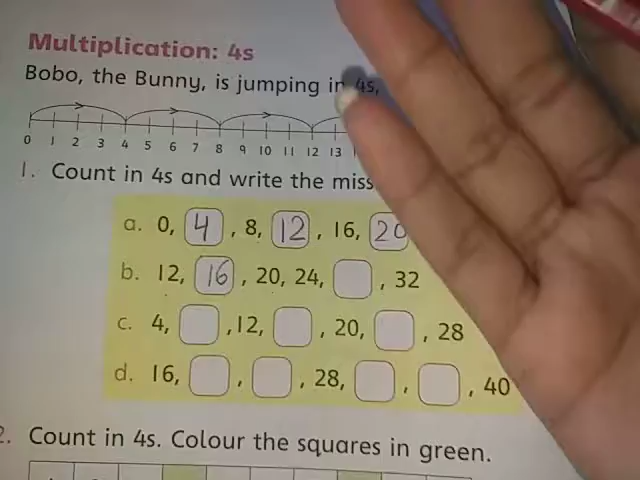 Multiplication: 4s
Bobo, the Bunny, is jumping in 4s,
0 1 2 3 4 5 6 7 8 9 10 11 12 13
1. Count in 4s and write the
a. 0, 4, 8, 12, 16, 20
b. 12, 16, 20, 24, , 32
c. 4, ,12, , 20, , 28
d. 16, , , 28, , , 40
2. Count in 4s. Colour the squares in green.